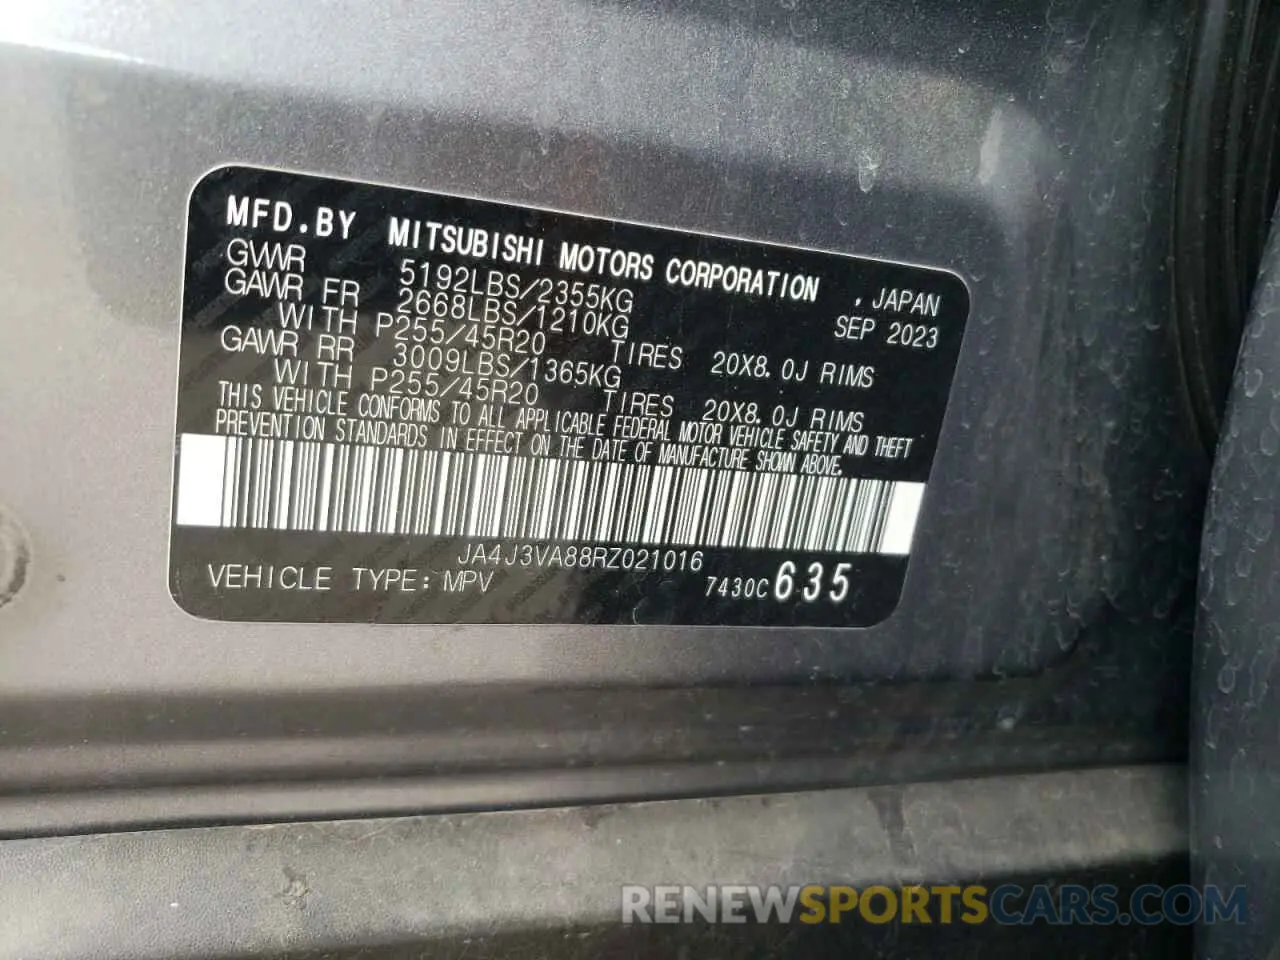 MFD.BY MITSUBISHI MOTORS CORPORATION , JAPAN
GVWR 5192LBS/2355KG SEP 2023
GAWR FR 2668LBS/1210KG
WITH P255/45R20 TIRES 20X8.0J RIMS
GAWR RR 3009LBS/1365KG
WITH P255/45R20 TIRES 20X8.0J RIMS
THIS VEHICLE CONFORMS TO ALL APPLICABLE FEDERAL MOTOR VEHICLE SAFETY AND THEFT
PREVENTION STANDARDS IN EFFECT ON THE DATE OF MANUFACTURE SHOWN ABOVE.
JA4J3VA88RZ021016
VEHICLE TYPE: MPV 7430C 635
RENEWSPORTSCARS.COM